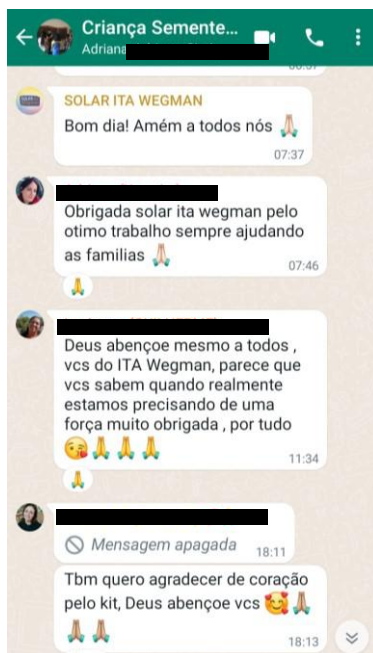 Criança Semente...
Adriana
SOLAR ITA WEGMAN
Bom dia! Amém a todos nós 🙏🏼
07:37
Obrigada solar ita wegman pelo
otimo trabalho sempre ajudando
as familias 🙏🏼
07:46
🙏
Deus abençoe mesmo a todos ,
vcs do ITA Wegman, parece que
vcs sabem quando realmente
estamos precisando de uma
força muito obrigada , por tudo
😘🙏🙏🙏
11:34
🙏
Mensagem apagada
18:11
Tbm quero agradecer de coração
pelo kit, Deus abençoe vcs 🥰🙏🏼
🙏🏼🙏🏼
18:13